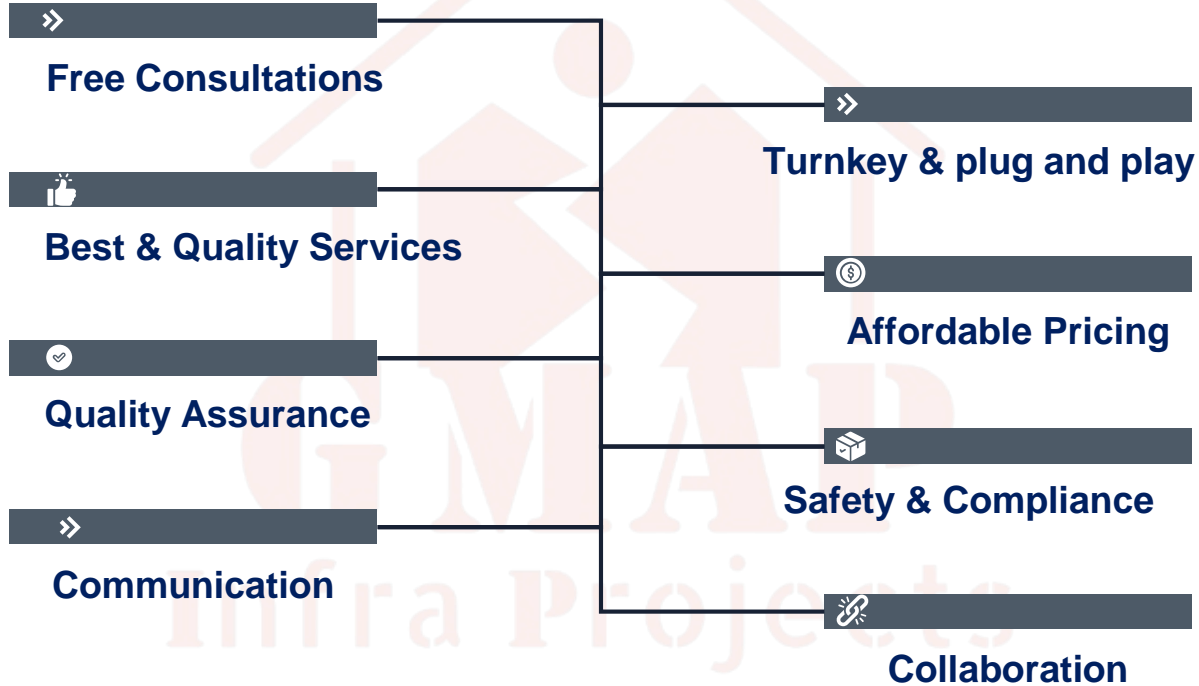 Free Consultations
Turnkey & plug and play
Best & Quality Services
Affordable Pricing
Quality Assurance
Safety & Compliance
Communication
Collaboration
GMAP
Infra Projects